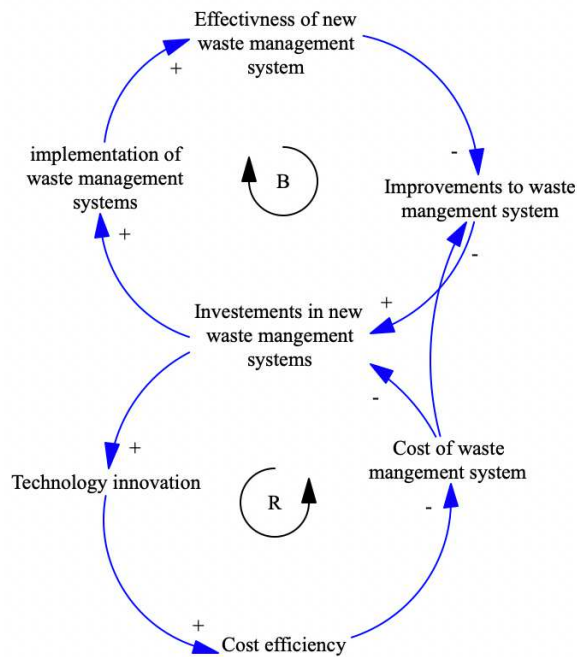 Effectivness of new
waste management
system
+
-
implementation of
waste management
systems
B
Improvements to waste
mangement system
+
-
+
Investements in new
waste mangement
systems
-
+
Cost of waste
mangement system
Technology innovation
R
-
+
Cost efficiency